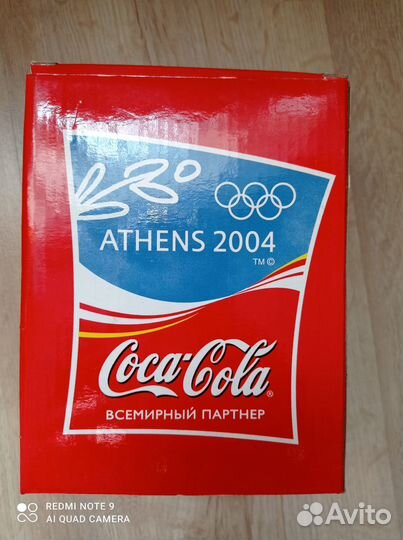 ATHENS 2004
TM©
Coca-Cola
®
ВСЕМИРНЫЙ ПАРТНЕР
REDMI NOTE 9
AI QUAD CAMERA
Avito